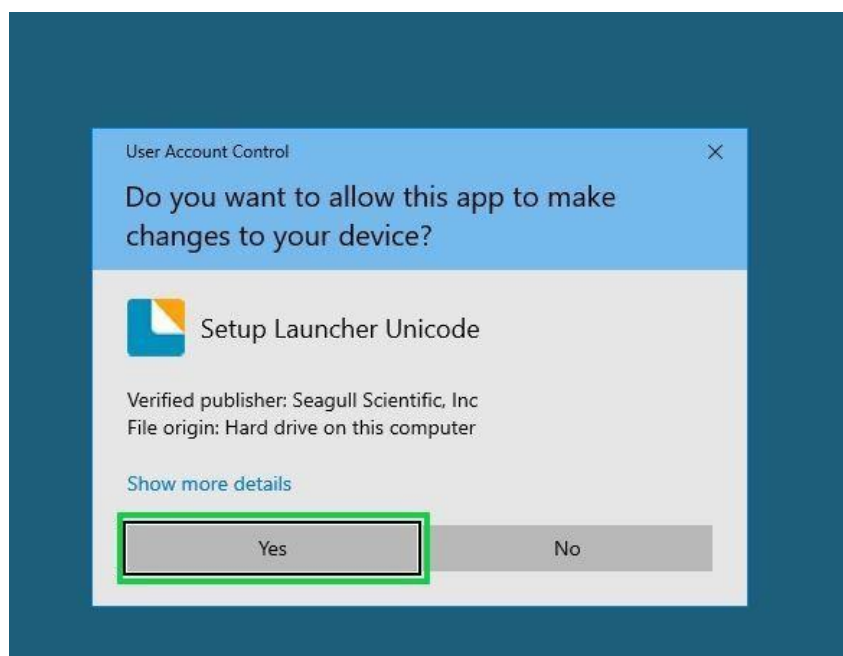 User Account Control
Do you want to allow this app to make
changes to your device?
Setup Launcher Unicode
Verified publisher: Seagull Scientific, Inc
File origin: Hard drive on this computer
Show more details
Yes
No